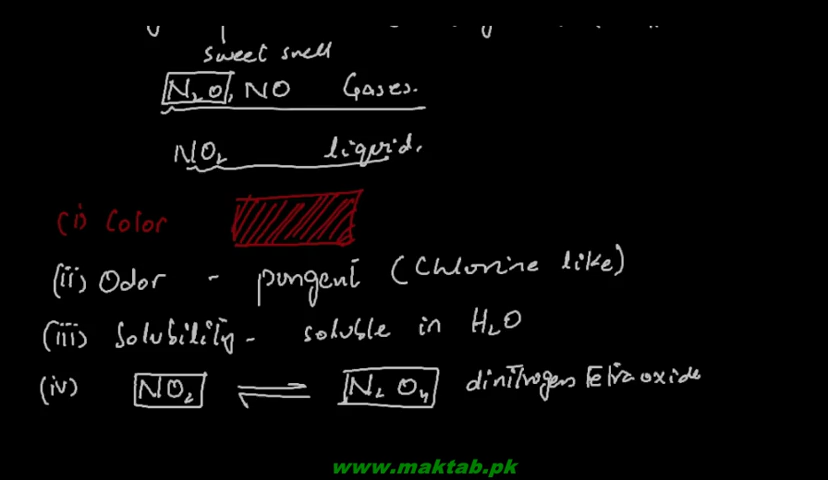 sweet smell
N₂O, NO Gases.
NO₂ liquid.
(i) Color
(ii) Odor - pungent (Chlorine like)
(iii) Solubility - soluble in H₂O
(iv) NO₂ ⇌ N₂O₄ dinitrogen Tetraoxide
www.maktab.pk